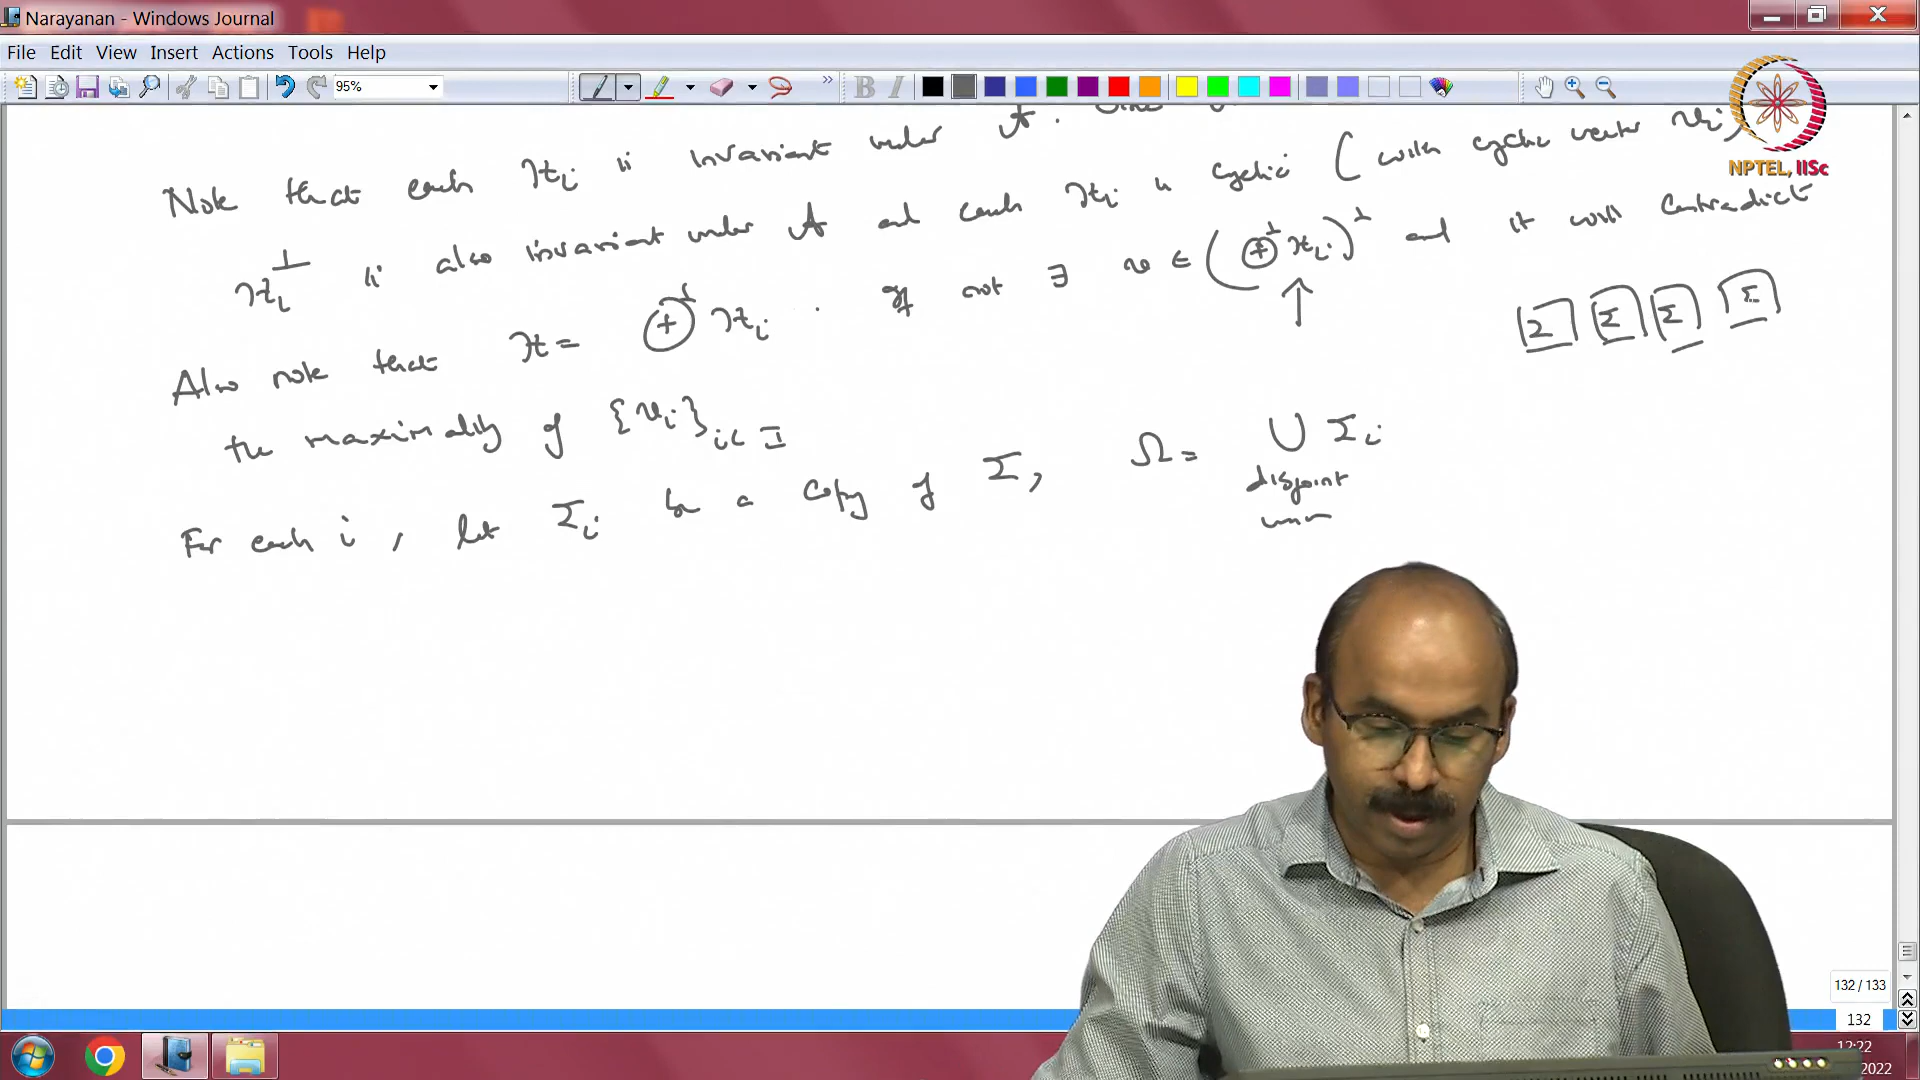 Narayanan - Windows Journal
File Edit View Insert Actions Tools Help
95%
NPTEL, IISc
Note that each ℋᵢ is invariant under 𝒜.
ℋᵢ^⊥ is also invariant under 𝒜 and each ℋᵢ is cyclic (with cyclic vector vᵢ)
Also note that ℋ = ⊕^⊥ ℋᵢ. If not ∃ v ∈ (⊕^⊥ ℋᵢ)^⊥ and it will contradict
the maximality of {vᵢ}_{i∈I}
Σ Σ Σ Σ
For each i, let Σᵢ be a copy of Σ, Ω = ∪ Σᵢ
disjoint
union
132 / 133
132
12:22
2022